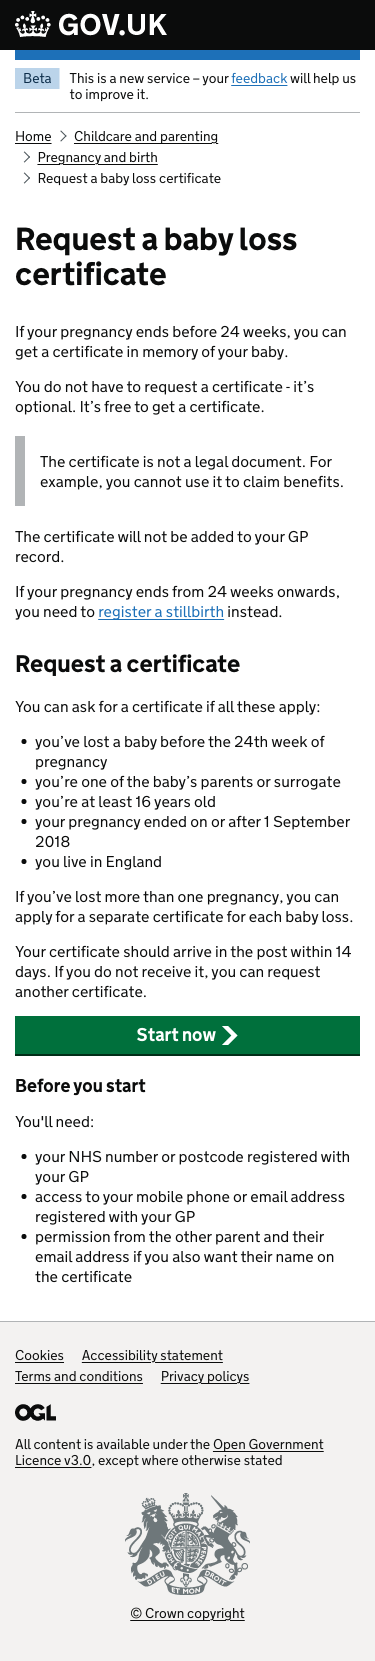 GOV.UK
Beta
This is a new service – your feedback will help us
to improve it.
Home
Childcare and parenting
Pregnancy and birth
Request a baby loss certificate
Request a baby loss
certificate
If your pregnancy ends before 24 weeks, you can
get a certificate in memory of your baby.
You do not have to request a certificate - it’s
optional. It’s free to get a certificate.
The certificate is not a legal document. For
example, you cannot use it to claim benefits.
The certificate will not be added to your GP
record.
If your pregnancy ends from 24 weeks onwards,
you need to register a stillbirth instead.
Request a certificate
You can ask for a certificate if all these apply:
• you’ve lost a baby before the 24th week of
pregnancy
• you’re one of the baby’s parents or surrogate
• you’re at least 16 years old
• your pregnancy ended on or after 1 September
2018
• you live in England
If you’ve lost more than one pregnancy, you can
apply for a separate certificate for each baby loss.
Your certificate should arrive in the post within 14
days. If you do not receive it, you can request
another certificate.
Start now
Before you start
You'll need:
• your NHS number or postcode registered with
your GP
• access to your mobile phone or email address
registered with your GP
• permission from the other parent and their
email address if you also want their name on
the certificate
Cookies
Accessibility statement
Terms and conditions
Privacy policys
OGL
All content is available under the Open Government
Licence v3.0, except where otherwise stated
DIEU ET MON
© Crown copyright